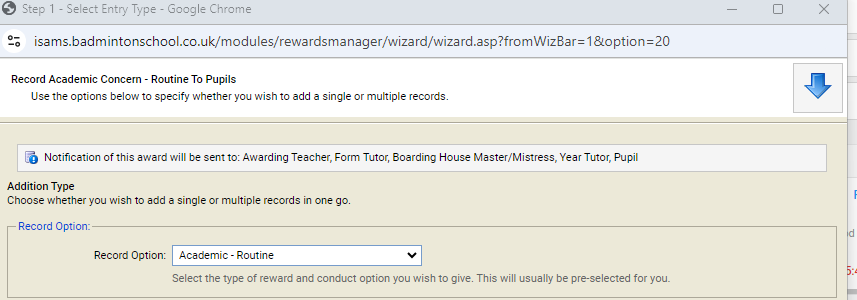 Step 1 - Select Entry Type - Google Chrome
isams.badmintonschool.co.uk/modules/rewardsmanager/wizard/wizard.asp?fromWizBar=1&option=20
Record Academic Concern - Routine To Pupils
Use the options below to specify whether you wish to add a single or multiple records.
Notification of this award will be sent to: Awarding Teacher, Form Tutor, Boarding House Master/Mistress, Year Tutor, Pupil
Addition Type
Choose whether you wish to add a single or multiple records in one go.
Record Option:
Record Option: Academic - Routine
Select the type of reward and conduct option you wish to give. This will usually be pre-selected for you.